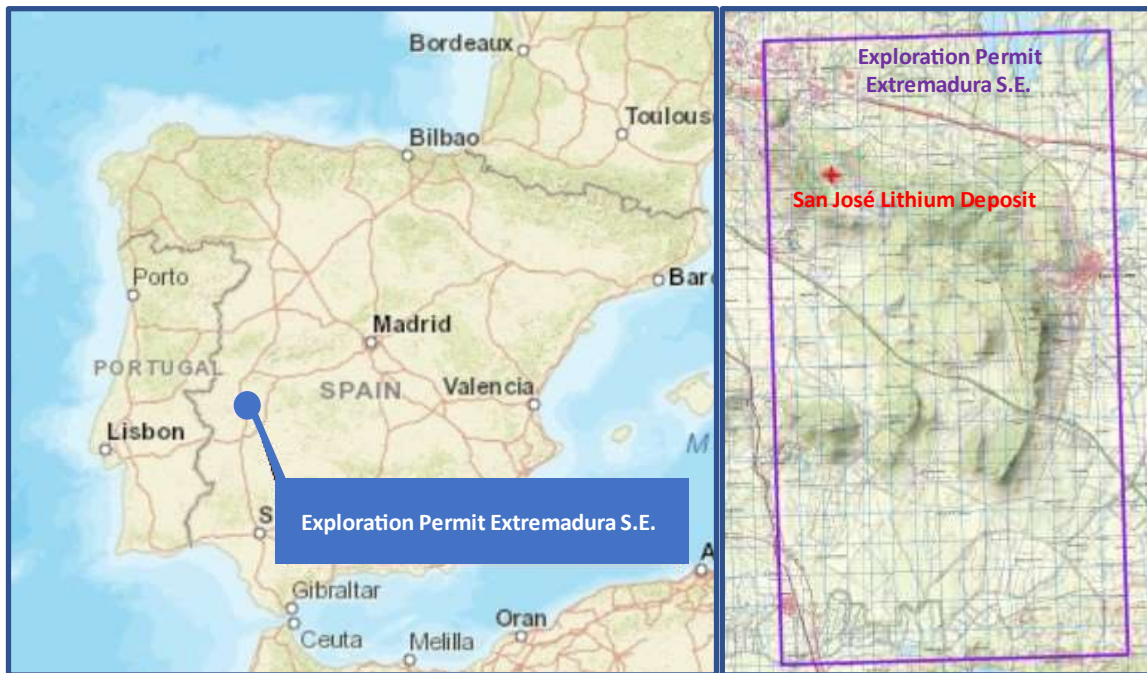 Bordeaux
Toulous
Bilbao
Porto
Bar
Madrid
PORTUGAL
SPAIN
Valencia
Lisbon
M
S
Exploration Permit Extremadura S.E.
A
Gibraltar
Ceuta
Melilla
Oran
Exploration Permit
Extremadura S.E.
San José Lithium Deposit